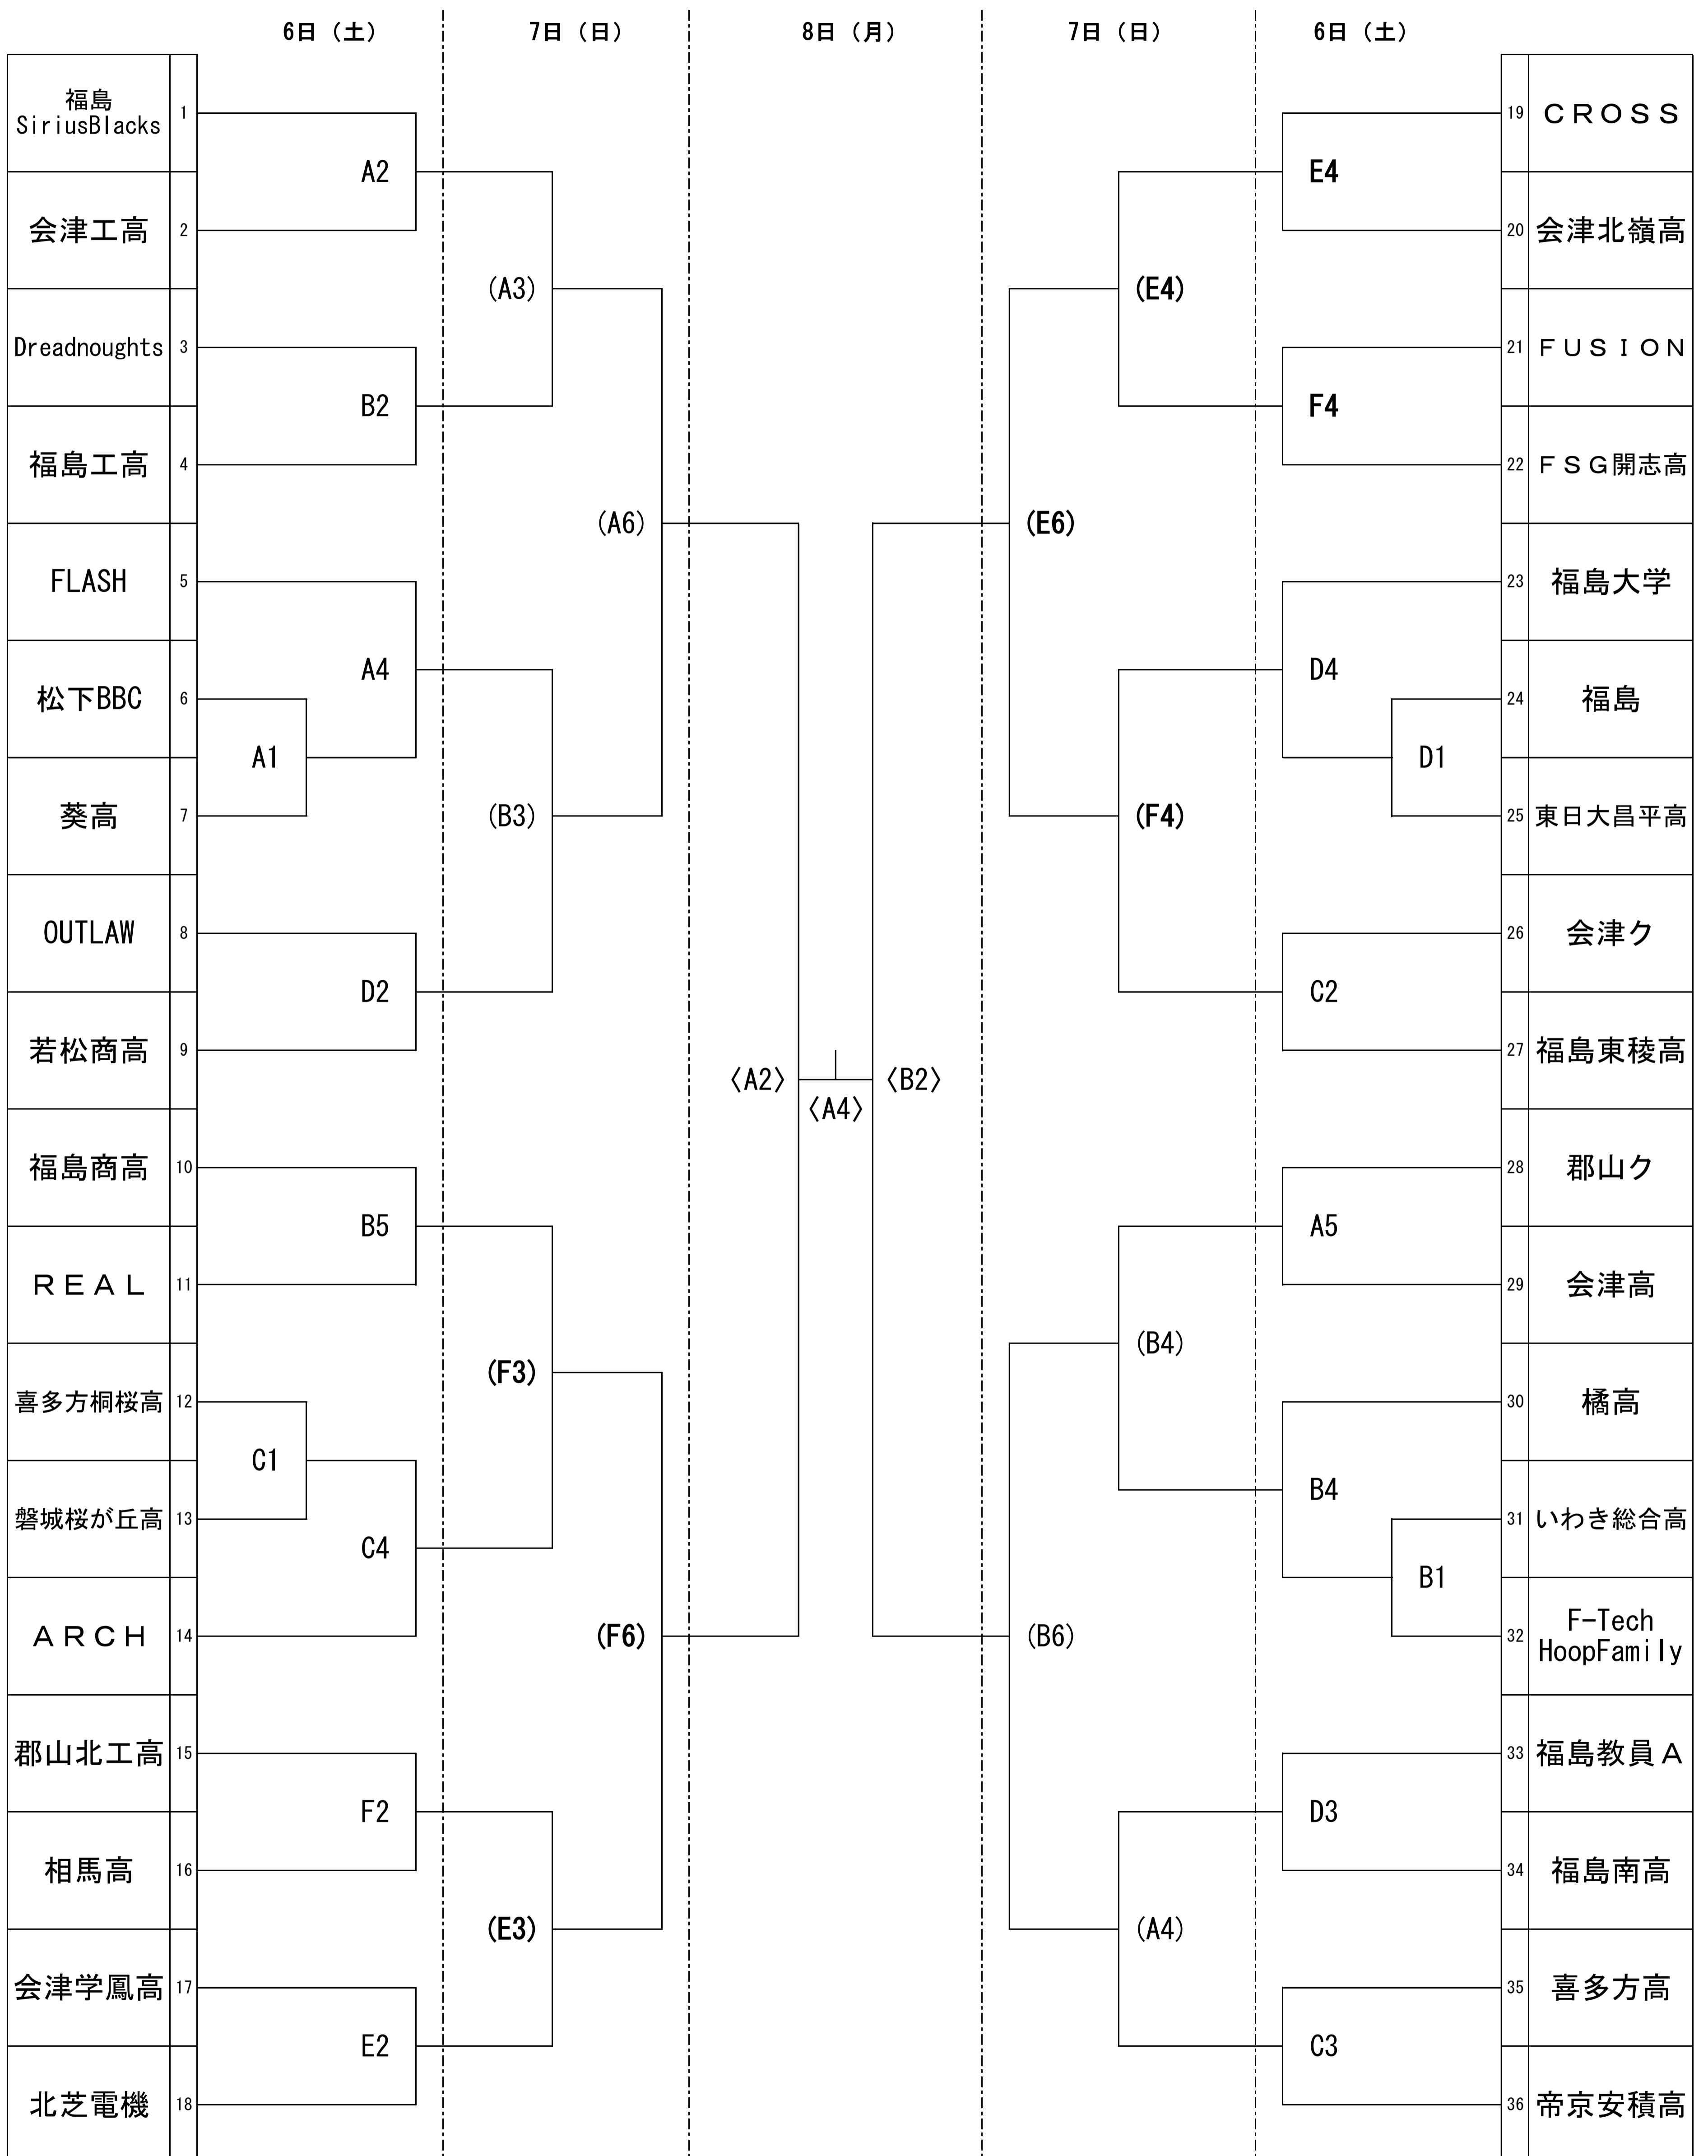 6日（土）
7日（日）
8日（月）
7日（日）
6日（土）
福島
SiriusBlacks
1
会津工高
2
Dreadnoughts
3
福島工高
4
FLASH
5
松下BBC
6
葵高
7
OUTLAW
8
若松商高
9
福島商高
10
ＲＥＡＬ
11
喜多方桐桜高
12
磐城桜が丘高
13
ＡＲＣＨ
14
郡山北工高
15
相馬高
16
会津学鳳高
17
北芝電機
18
A2
B2
A4
A1
D2
B5
C1
C4
F2
E2
(A3)
(B3)
(F3)
(E3)
(A6)
(F6)
〈A2〉
〈A4〉
〈B2〉
(E6)
(B6)
(E4)
(F4)
(B4)
(A4)
E4
F4
D4
D1
C2
A5
B4
B1
D3
C3
19
ＣＲＯＳＳ
20
会津北嶺高
21
ＦＵＳＩＯＮ
22
ＦＳＧ開志高
23
福島大学
24
福島
25
東日大昌平高
26
会津ク
27
福島東稜高
28
郡山ク
29
会津高
30
橘高
31
いわき総合高
32
F-Tech
HoopFamily
33
福島教員Ａ
34
福島南高
35
喜多方高
36
帝京安積高